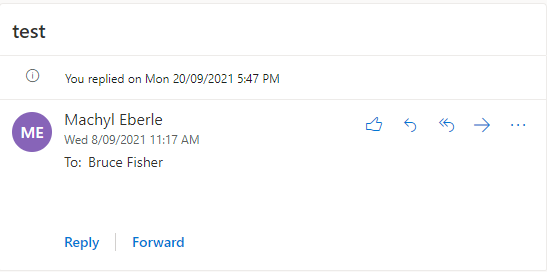 test
You replied on Mon 20/09/2021 5:47 PM
ME
Machyl Eberle
Wed 8/09/2021 11:17 AM
To: Bruce Fisher
Reply
Forward